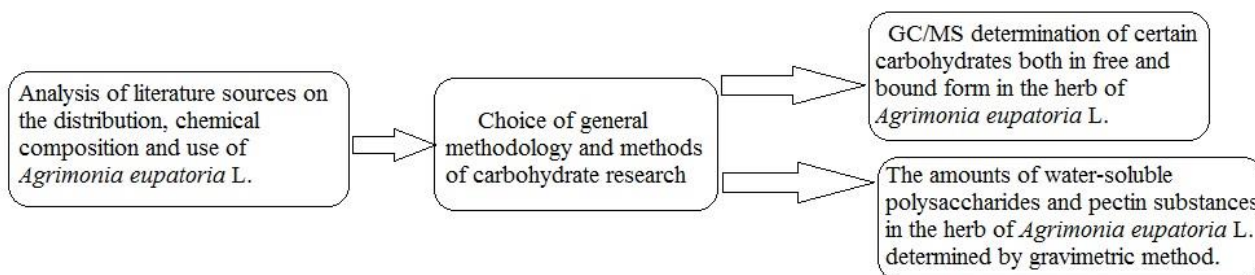 Analysis of literature sources on
the distribution, chemical
composition and use of
Agrimonia eupatoria L.
Choice of general
methodology and methods
of carbohydrate research
GC/MS determination of certain
carbohydrates both in free and
bound form in the herb of
Agrimonia eupatoria L.
The amounts of water-soluble
polysaccharides and pectin substances
in the herb of Agrimonia eupatoria L.
determined by gravimetric method.